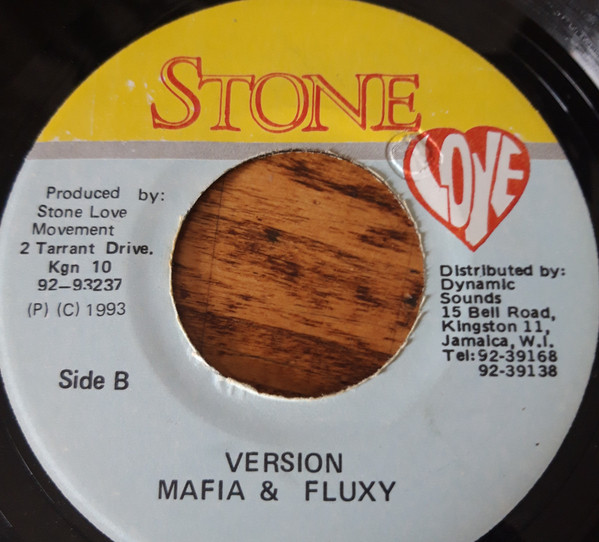 STONE
LOVE
Produced by:
Stone Love
Movement
2 Tarrant Drive.
Kgn 10
92-93237
(P) (C) 1993
Side B
Distributed by:
Dynamic
Sounds
15 Bell Road,
Kingston 11,
Jamaica, W.I.
Tel:92-39168
92-39138
VERSION
MAFIA & FLUXY